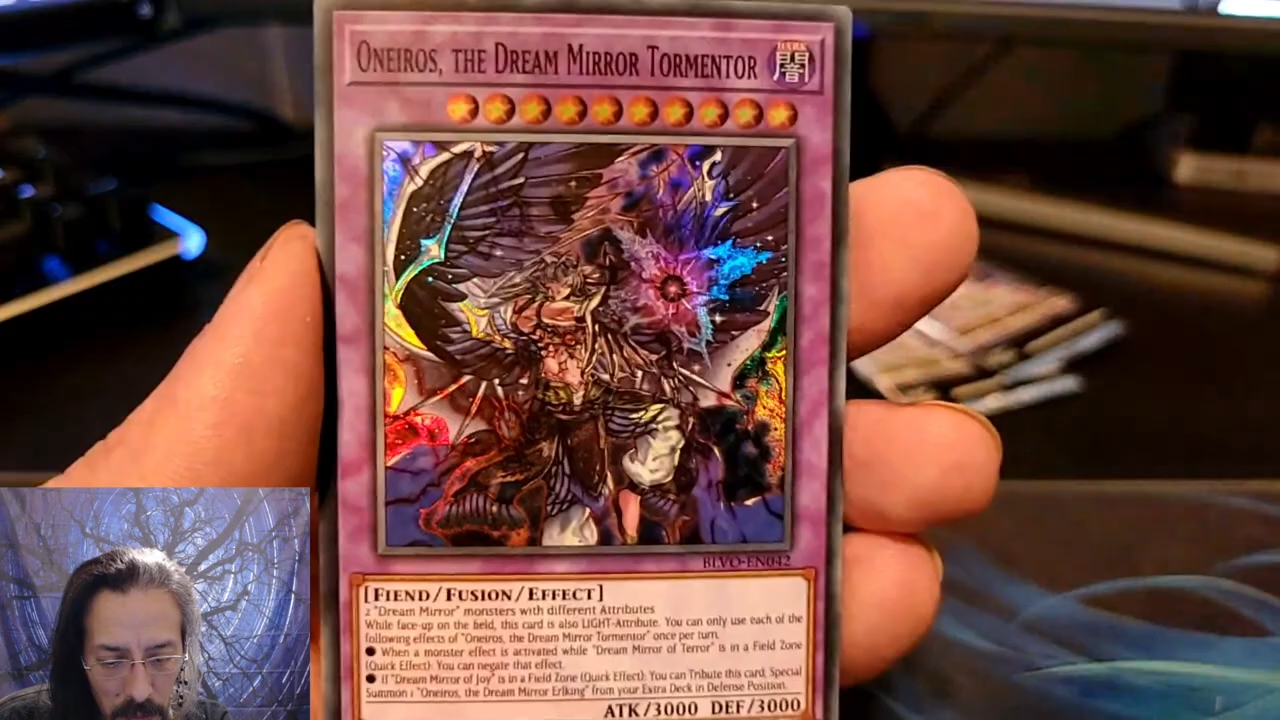 ONEIROS, THE DREAM MIRROR TORMENTOR
DARK
闇
BLVO-EN042
[FIEND/FUSION/EFFECT]
2 "Dream Mirror" monsters with different Attributes
While face-up on the field, this card is also LIGHT-Attribute. You can only use each of the
following effects of "Oneiros, the Dream Mirror Tormentor" once per turn.
● When a monster effect is activated while "Dream Mirror of Terror" is in a Field Zone
(Quick Effect): You can negate that effect.
● If "Dream Mirror of Joy" is in a Field Zone (Quick Effect): You can Tribute this card; Special
Summon 1 "Oneiros, the Dream Mirror Erlking" from your Extra Deck in Defense Position.
ATK/3000 DEF/3000